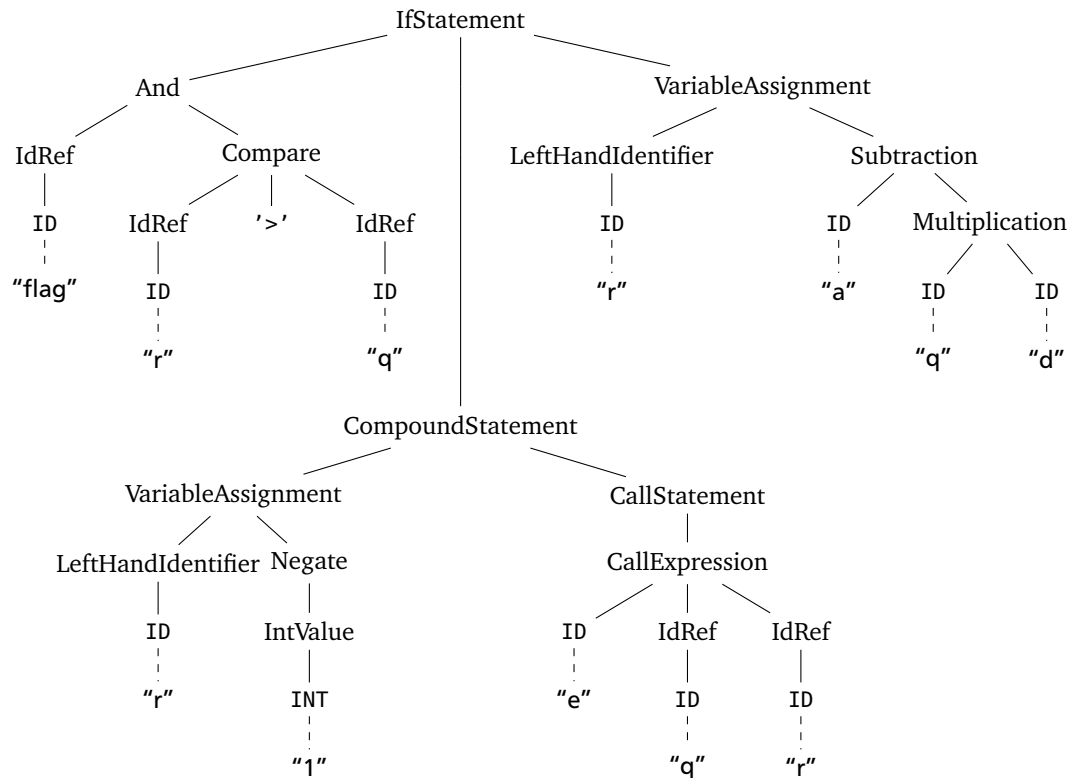 IfStatement
And VariableAssignment
IdRef Compare LeftHandIdentifier Subtraction
ID IdRef '>' IdRef ID ID Multiplication
“flag” ID ID “r” “a” ID ID
“r” “q” “q” “d”
CompoundStatement
VariableAssignment CallStatement
LeftHandIdentifier Negate CallExpression
ID IntValue ID IdRef IdRef
“r” INT “e” ID ID
“1” “q” “r”